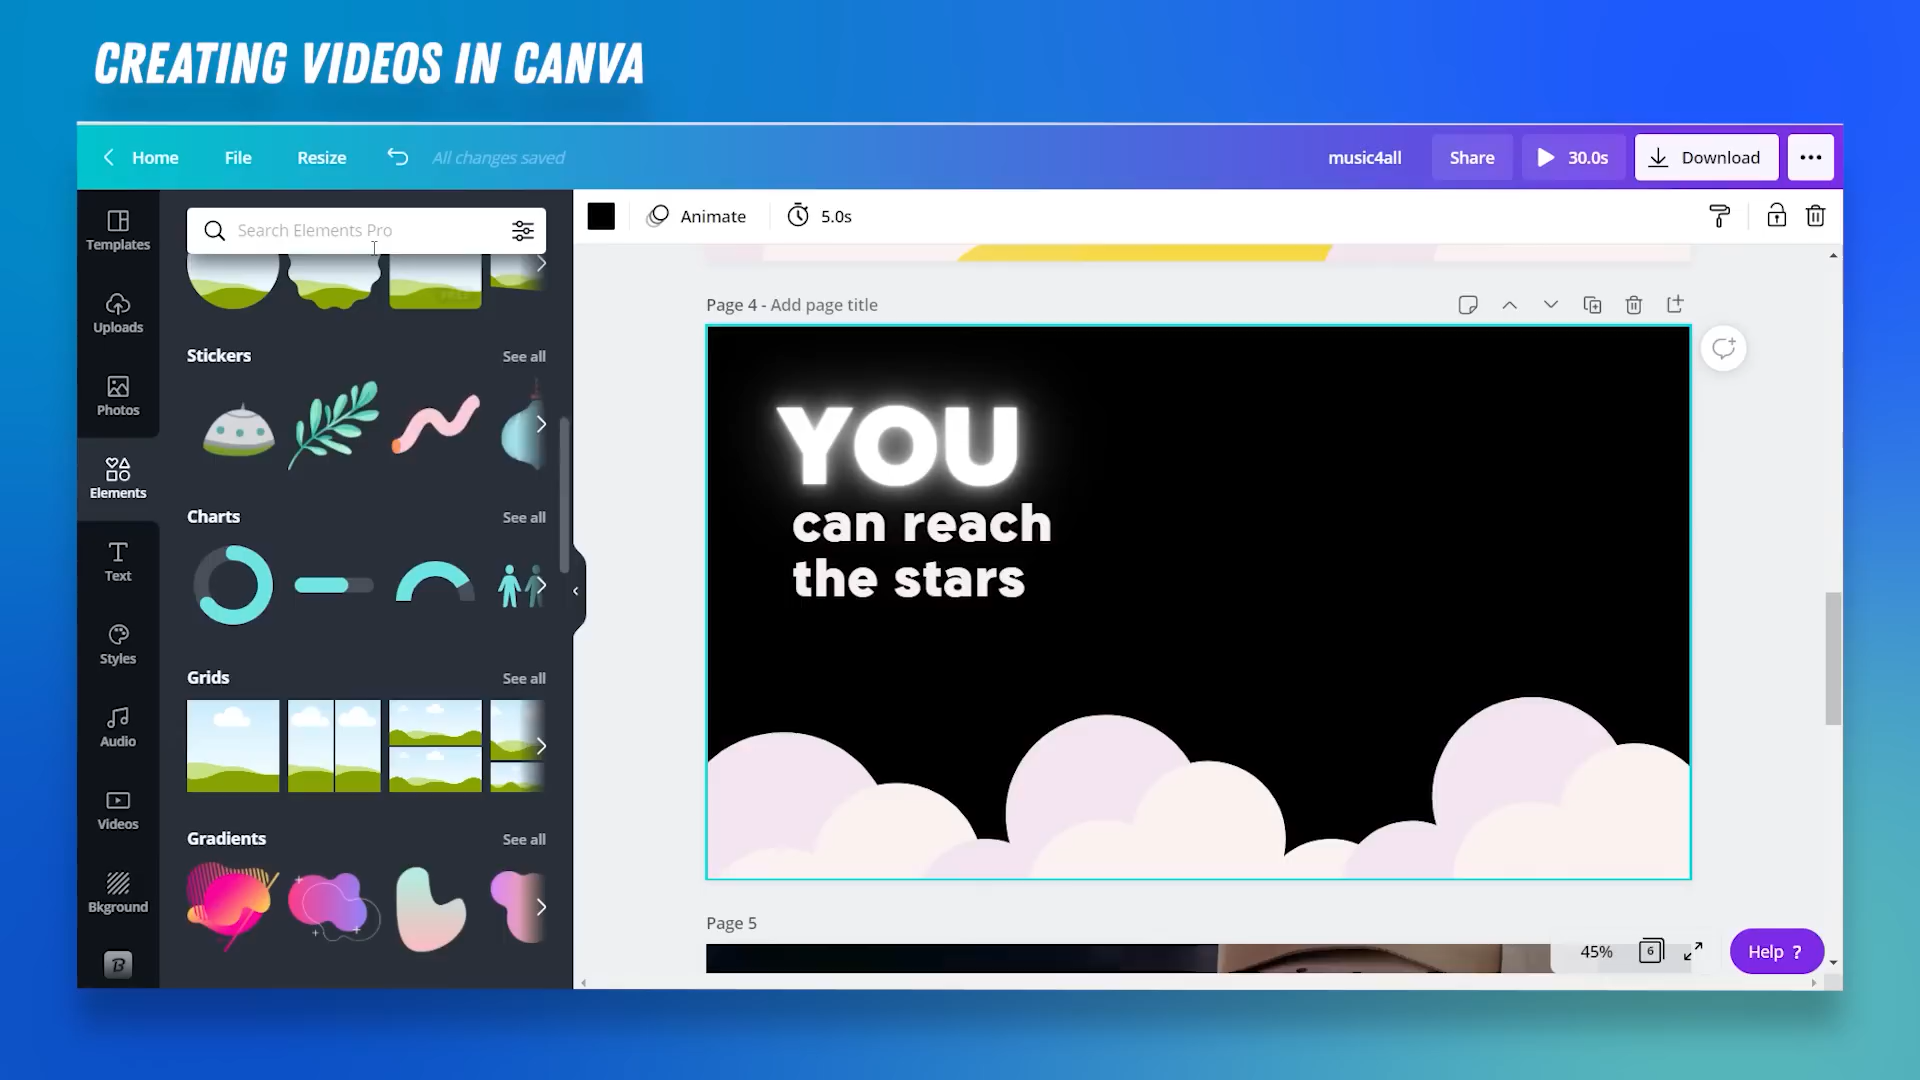 CREATING VIDEOS IN CANVA
Home
File
Resize
All changes saved
music4all
Share
30.0s
Download
Templates
Uploads
Photos
Elements
Text
Styles
Audio
Videos
Bkground
Search Elements Pro
FREE
Stickers
See all
Charts
See all
Grids
See all
Gradients
See all
Animate
5.0s
Page 4 - Add page title
YOU
can reach
the stars
Page 5
45%
6
Help ?